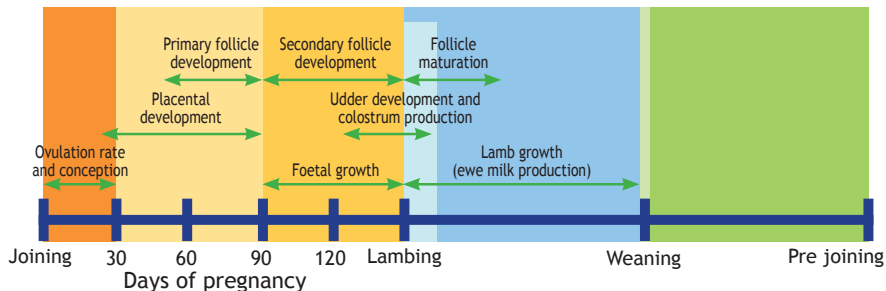 Primary follicle
development
Secondary follicle
development
Follicle
maturation
Placental
development
Udder development and
colostrum production
Ovulation rate
and conception
Foetal growth
Lamb growth
(ewe milk production)
Joining 30 60 90 120 Lambing Weaning Pre joining
Days of pregnancy